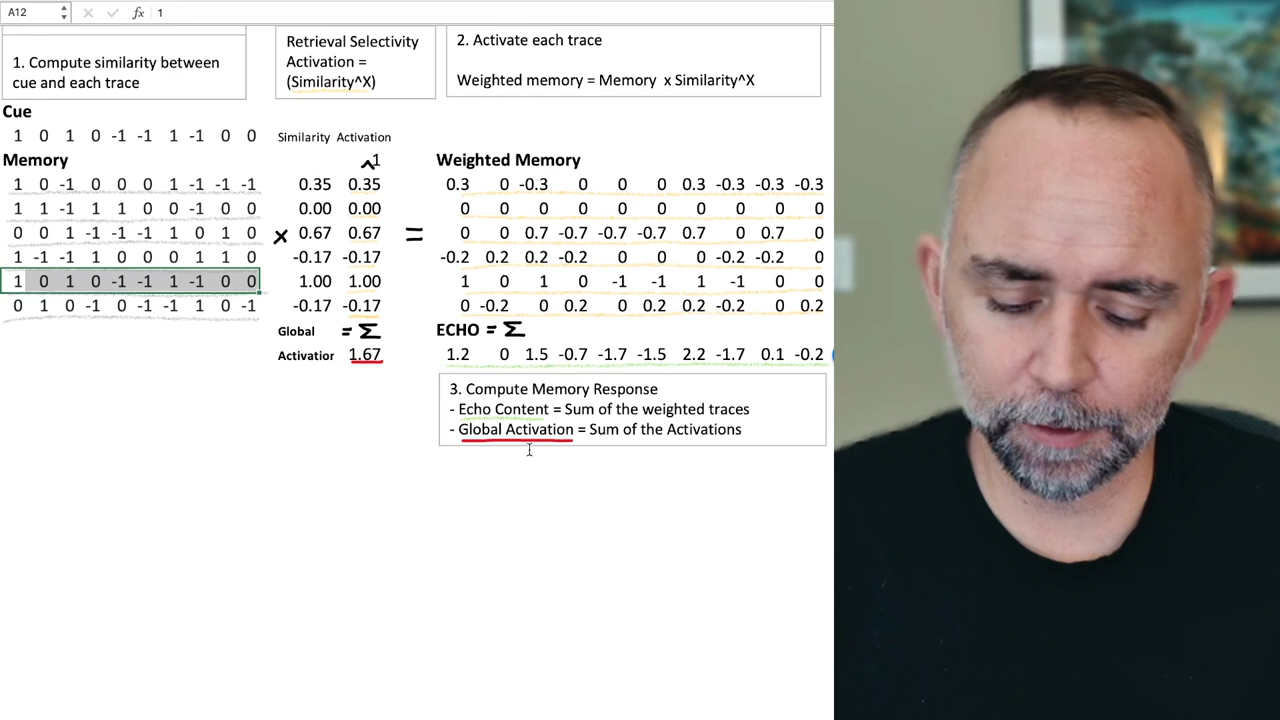 A12 fx 1
1. Compute similarity between
cue and each trace
Retrieval Selectivity
Activation =
(Similarity^X)
2. Activate each trace
Weighted memory = Memory x Similarity^X
Cue
1 0 1 0 -1 -1 1 -1 0 0 Similarity Activation
Memory ^1 Weighted Memory
1 0 -1 0 0 0 1 -1 -1 -1 0.35 0.35 0.3 0 -0.3 0 0 0 0.3 -0.3 -0.3 -0.3
1 1 -1 1 1 0 0 -1 0 0 0.00 0.00 0 0 0 0 0 0 0 0 0 0
0 0 1 -1 -1 -1 1 0 1 0 × 0.67 0.67 = 0 0 0.7 -0.7 -0.7 -0.7 0.7 0 0.7 0
1 -1 -1 1 0 0 0 1 1 0 -0.17 -0.17 -0.2 0.2 0.2 -0.2 0 0 0 -0.2 -0.2 0
1 0 1 0 -1 -1 1 -1 0 0 1.00 1.00 1 0 1 0 -1 -1 1 -1 0 0
0 1 0 -1 0 -1 -1 1 0 -1 -0.17 -0.17 0 -0.2 0 0.2 0 0.2 0.2 -0.2 0 0.2
Global = Σ ECHO = Σ
Activatior 1.67 1.2 0 1.5 -0.7 -1.7 -1.5 2.2 -1.7 0.1 -0.2
3. Compute Memory Response
- Echo Content = Sum of the weighted traces
- Global Activation = Sum of the Activations